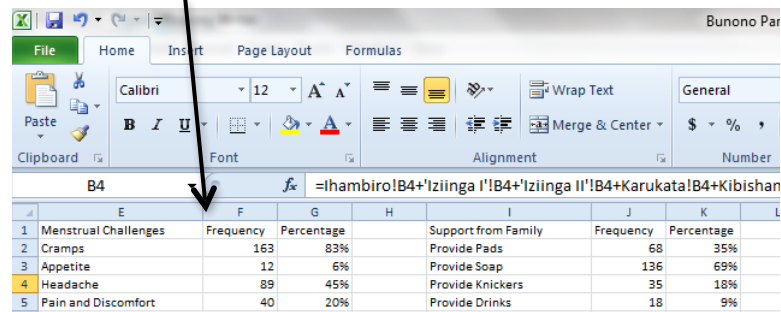 Bunono Par
File Home Insert Page Layout Formulas
Calibri 12 A A Wrap Text General
Paste B I U A Merge & Center $ % ,
Clipboard Font Alignment Num
B4 fx =Ihambiro!B4+'Iziinga I'!B4+'Iziinga II'!B4+Karukata!B4+Kibishan
E F G H I J K L
1 Menstrual Challenges Frequency Percentage Support from Family Frequency Percentage
2 Cramps 163 83% Provide Pads 68 35%
3 Appetite 12 6% Provide Soap 136 69%
4 Headache 89 45% Provide Knickers 35 18%
5 Pain and Discomfort 40 20% Provide Drinks 18 9%